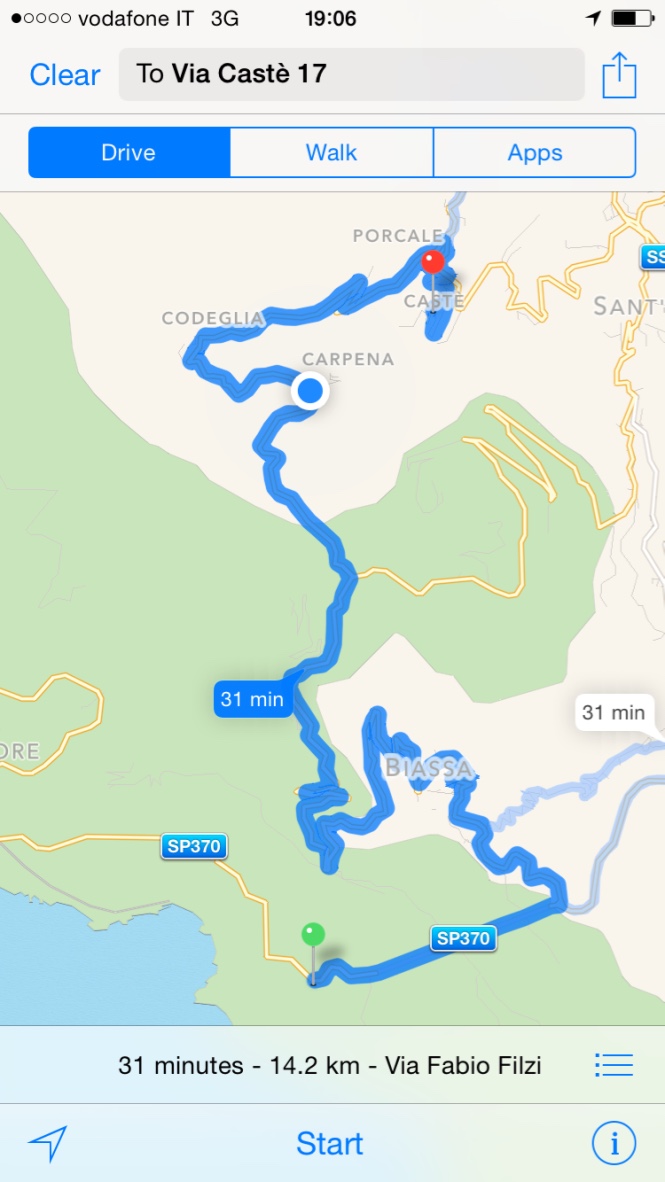 vodafone IT 3G 19:06
Clear To Via Castè 17
Drive Walk Apps
PORCALE
SS
CASTÈ
SANT'
CODEGLIA
CARPENA
31 min
31 min
ORE
BIASSA
SP370
SP370
31 minutes - 14.2 km - Via Fabio Filzi
Start